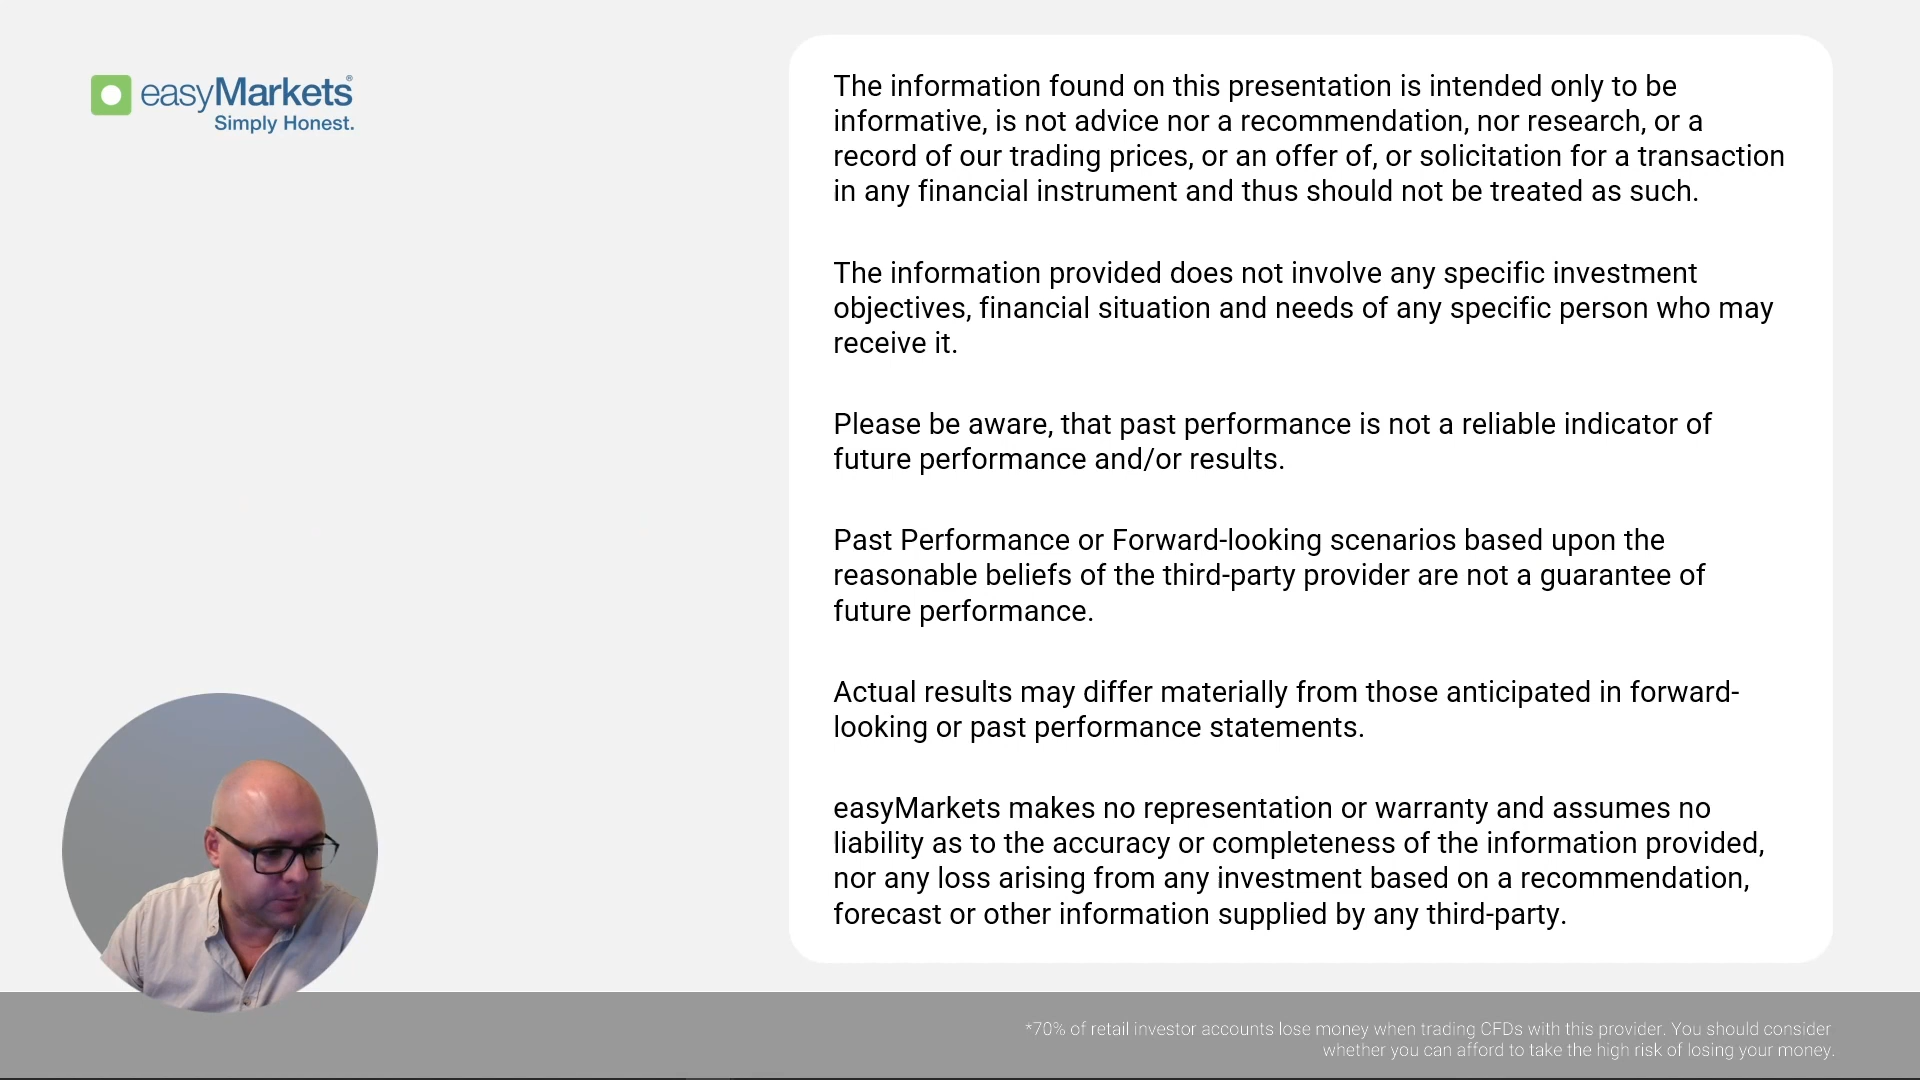 easyMarkets®
Simply Honest.
The information found on this presentation is intended only to be
informative, is not advice nor a recommendation, nor research, or a
record of our trading prices, or an offer of, or solicitation for a transaction
in any financial instrument and thus should not be treated as such.
The information provided does not involve any specific investment
objectives, financial situation and needs of any specific person who may
receive it.
Please be aware, that past performance is not a reliable indicator of
future performance and/or results.
Past Performance or Forward-looking scenarios based upon the
reasonable beliefs of the third-party provider are not a guarantee of
future performance.
Actual results may differ materially from those anticipated in forward-
looking or past performance statements.
easyMarkets makes no representation or warranty and assumes no
liability as to the accuracy or completeness of the information provided,
nor any loss arising from any investment based on a recommendation,
forecast or other information supplied by any third-party.
*70% of retail investor accounts lose money when trading CFDs with this provider. You should consider
whether you can afford to take the high risk of losing your money.